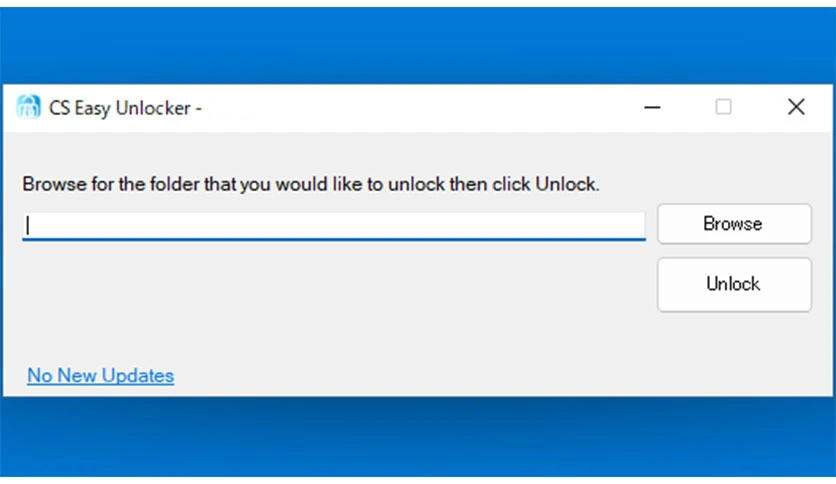 CS Easy Unlocker -
Browse for the folder that you would like to unlock then click Unlock.
Browse
Unlock
No New Updates